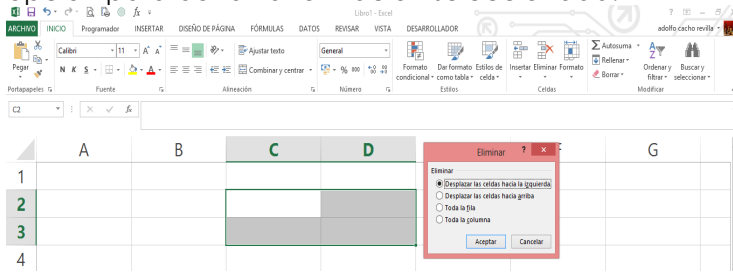 Libro1 - Excel
ARCHIVO INICIO Programador INSERTAR DISEÑO DE PÁGINA FÓRMULAS DATOS REVISAR VISTA DESARROLLADOR adolfo cacho revilla
Pegar
Calibri 11 A A
N K S A
Ajustar texto
Combinar y centrar
General
% 000
Formato condicional
Dar formato como tabla
Estilos de celda
Insertar Eliminar Formato
Autosuma
Rellenar
Borrar
Ordenar y filtrar
Buscar y seleccionar
Portapapeles Fuente Alineación Número Estilos Celdas Modificar
C2 fx
A B C D G
1
2
3
4
Eliminar ? ×
Eliminar
Desplazar las celdas hacia la izquierda
Desplazar las celdas hacia arriba
Toda la fila
Toda la columna
Aceptar Cancelar